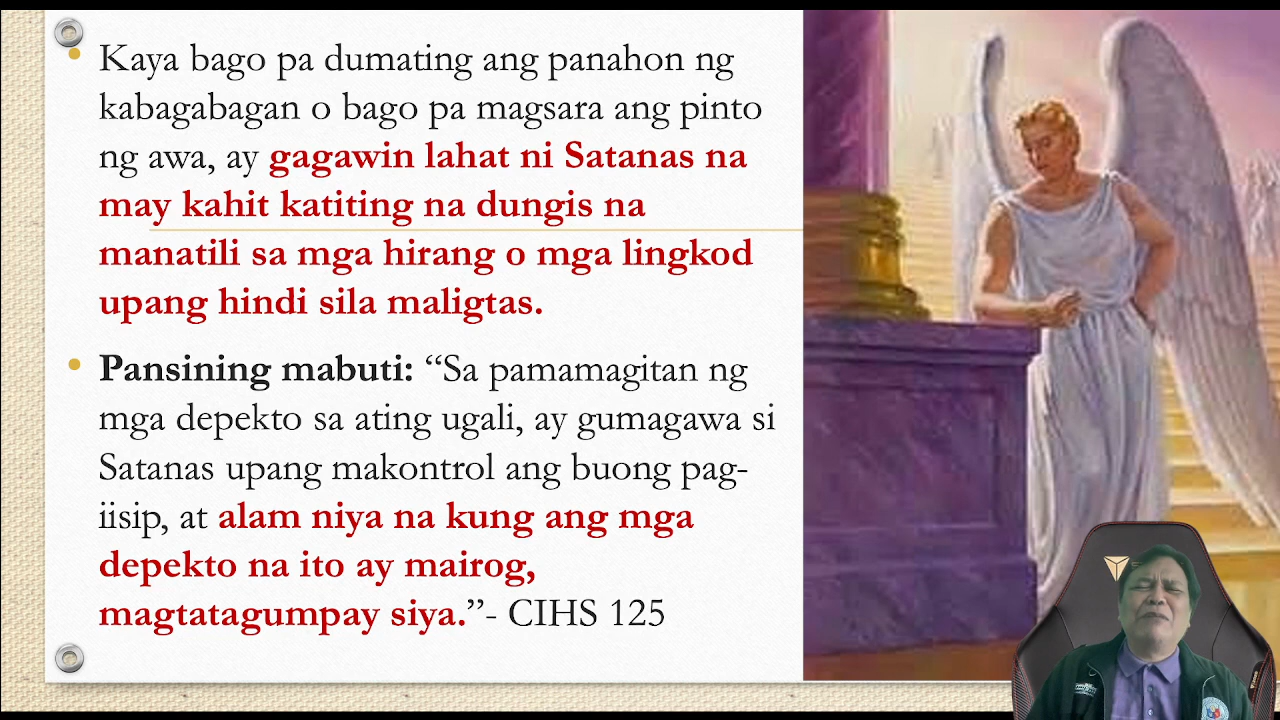 Kaya bago pa dumating ang panahon ng
kabagabagan o bago pa magsara ang pinto
ng awa, ay gagawin lahat ni Satanas na
may kahit katiting na dungis na
manatili sa mga hirang o mga lingkod
upang hindi sila maligtas.
Pansining mabuti: “Sa pamamagitan ng
mga depekto sa ating ugali, ay gumagawa si
Satanas upang makontrol ang buong pag-
iisip, at alam niya na kung ang mga
depekto na ito ay mairog,
magtatagumpay siya.”- CIHS 125